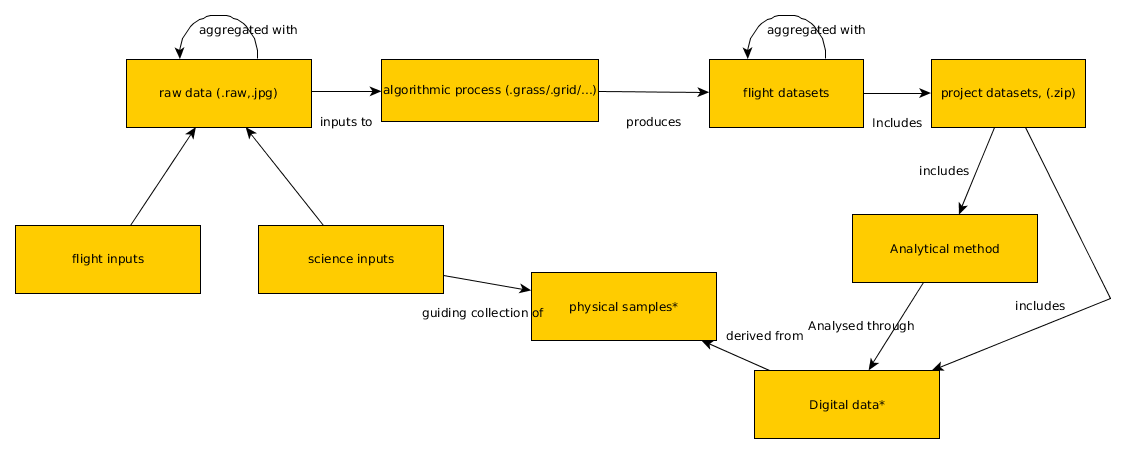 aggregated with
aggregated with
raw data (.raw,.jpg)
algorithmic process (.grass/.grid/...)
flight datasets
project datasets, (.zip)
inputs to
produces
Includes
includes
flight inputs
science inputs
Analytical method
guiding collection of
physical samples*
includes
Analysed through
derived from
Digital data*